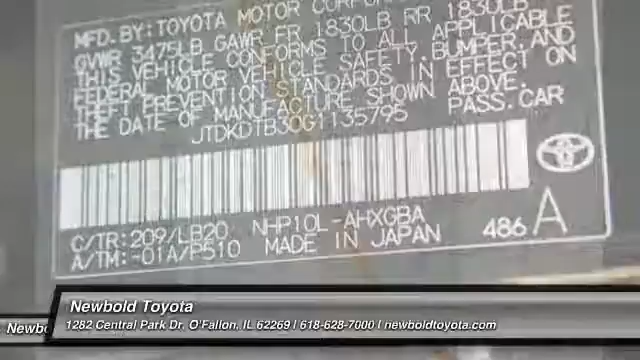 MFD. BY: TOYOTA MOTOR
GVWR 3475LB GAWR FR 1830LB RR 1830LB
THIS VEHICLE CONFORMS TO ALL APPLICABLE
FEDERAL MOTOR VEHICLE SAFETY, BUMPER, AND
THEFT PREVENTION STANDARDS IN EFFECT ON
THE DATE OF MANUFACTURE SHOWN ABOVE.
JTDKDTB30G1135795 PASS. CAR
C/TR: 209/LB20 NHP10L-AHXGBA
A/TM: -01A/P510 MADE IN JAPAN 486 A
TOYOTA
Newbold Toyota
1282 Central Park Dr, O'Fallon, IL 62269 | 618-628-7000 | newboldtoyota.com